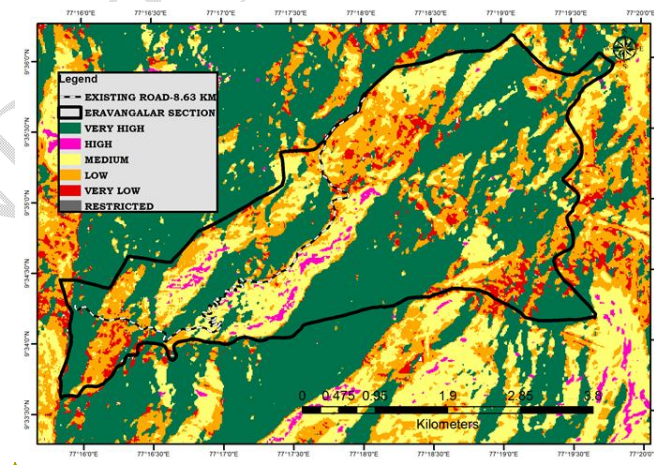 77°16'0"E 77°16'30"E 77°17'0"E 77°17'30"E 77°18'0"E 77°18'30"E 77°19'0"E 77°19'30"E 77°20'0"E
Legend
EXISTING ROAD-8.63 KM
ERAVANGALAR SECTION
VERY HIGH
HIGH
MEDIUM
LOW
VERY LOW
RESTRICTED
0 0.475 0.95 1.9 2.85 3.8
Kilometers
77°16'0"E 77°16'30"E 77°17'0"E 77°17'30"E 77°18'0"E 77°18'30"E 77°19'0"E 77°19'30"E 77°20'0"E